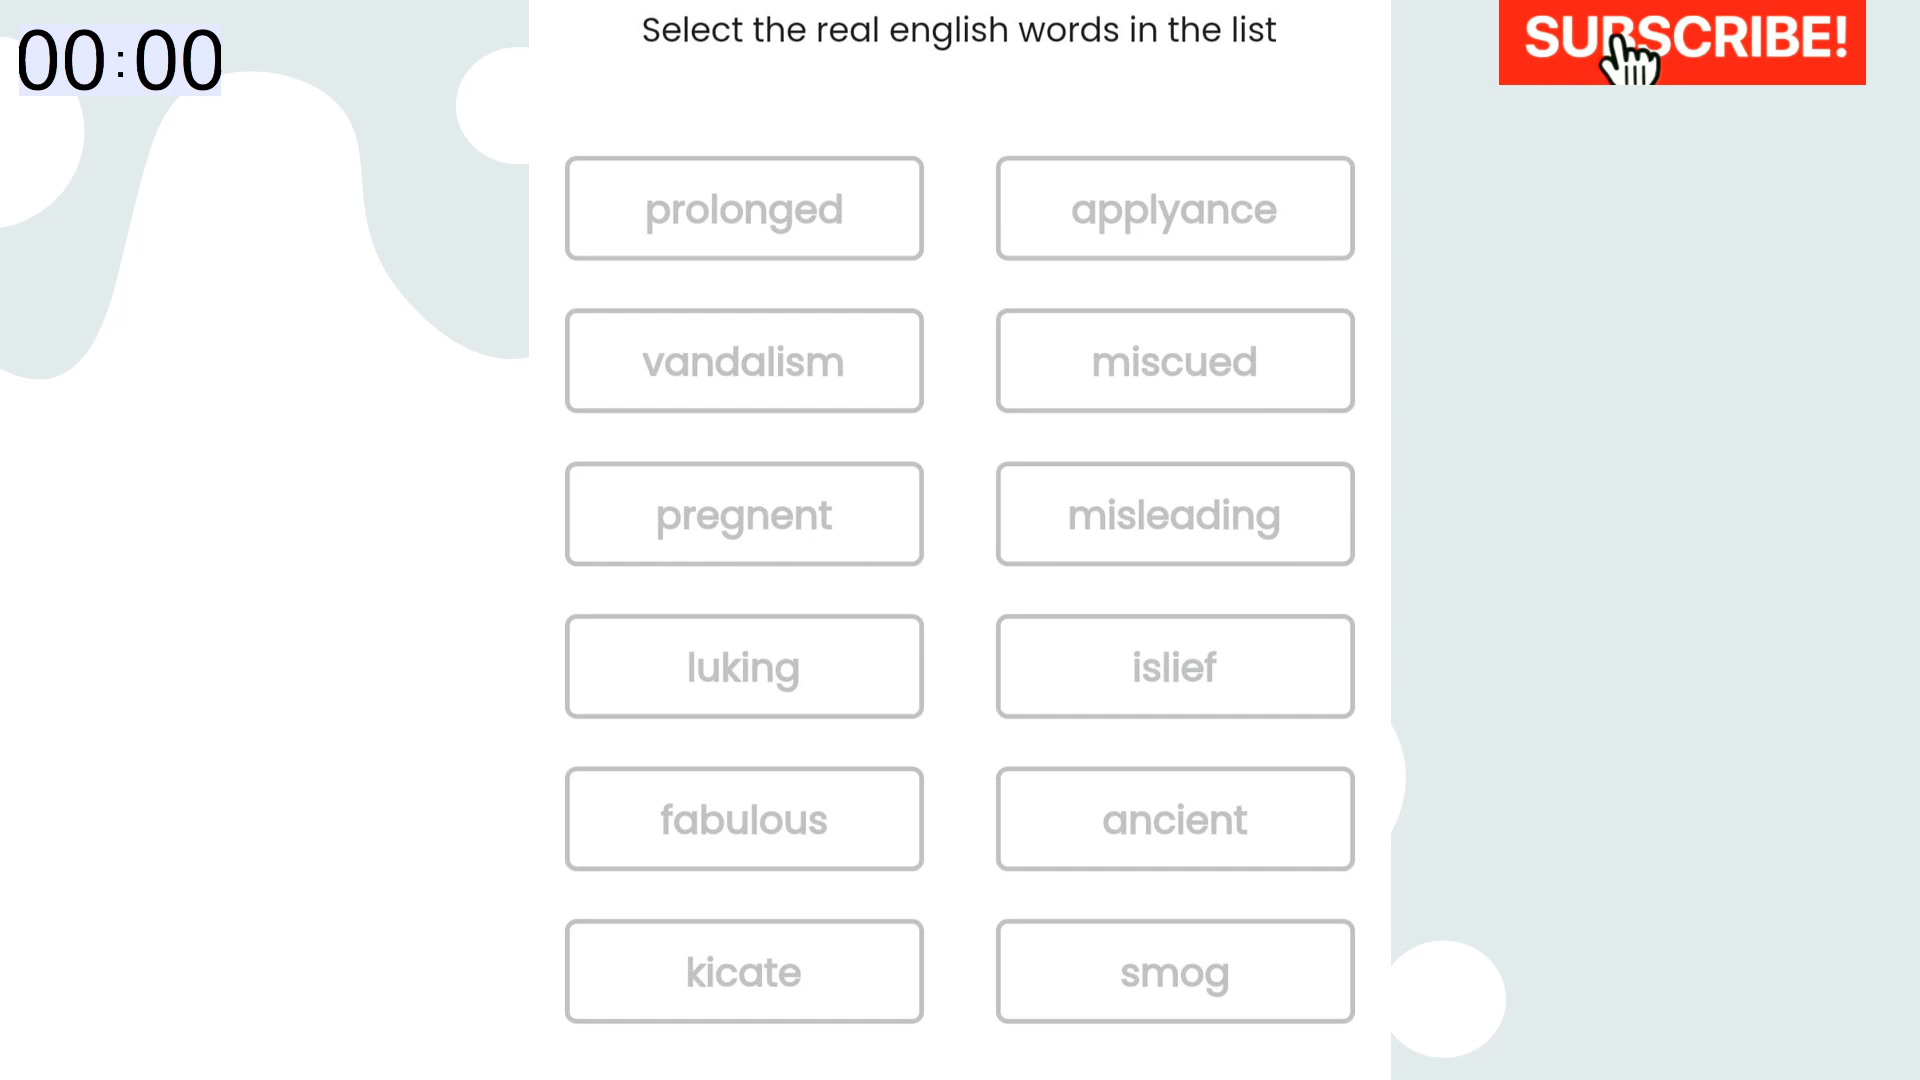 00:00
Select the real english words in the list
SUBSCRIBE!
prolonged
applyance
vandalism
miscued
pregnent
misleading
luking
islief
fabulous
ancient
kicate
smog